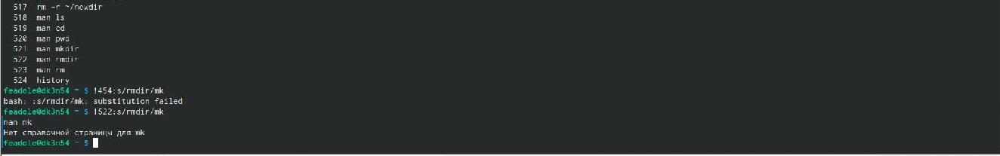 517 rm -r ~/newdir
518 man ls
519 man cd
520 man pwd
521 man mkdir
522 man rmdir
523 man rm
524 history
feadole@dk3n54 ~ $ !454:s/rmdir/mk
bash: :s/rmdir/mk: substitution failed
feadole@dk3n54 ~ $ !522:s/rmdir/mk
man mk
Нет справочной страницы для mk
feadole@dk3n54 ~ $